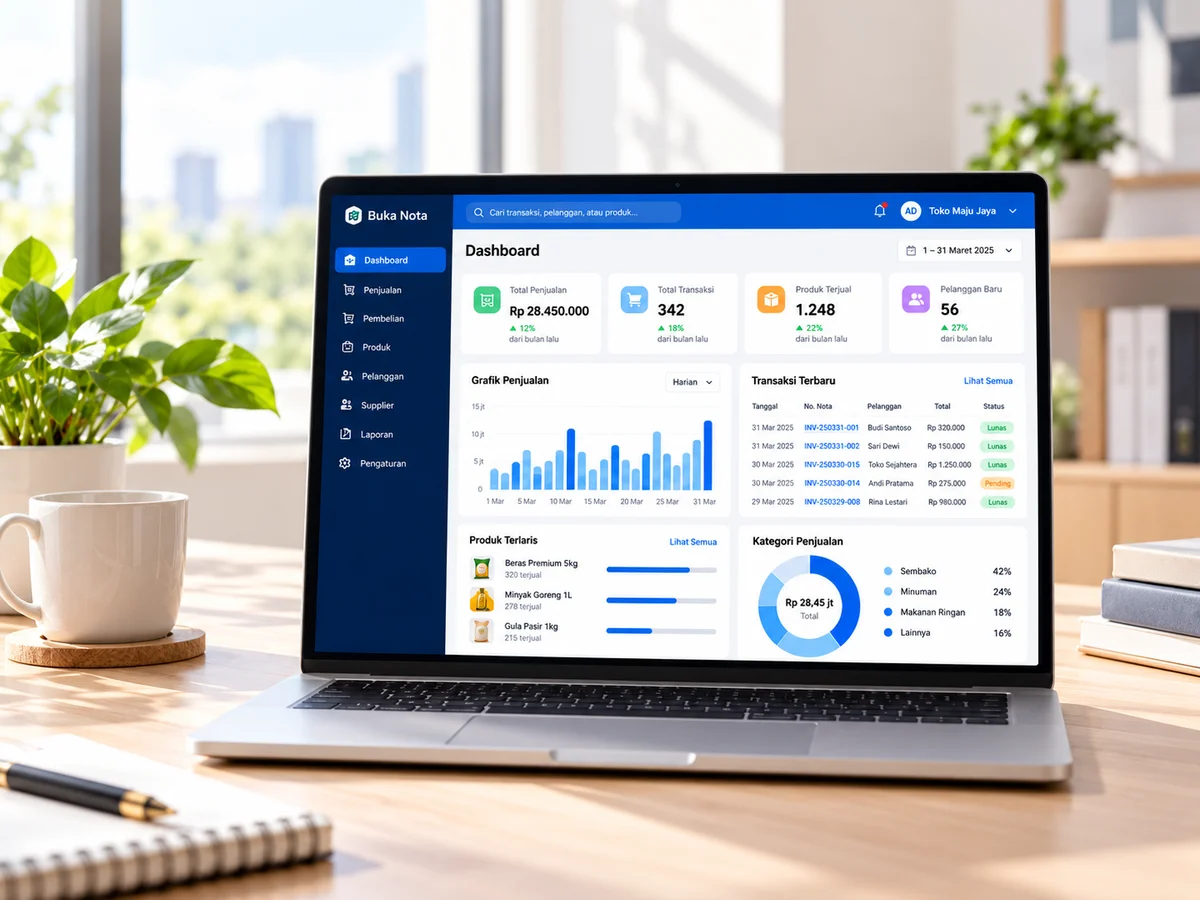 Buka Nota
Cari transaksi, pelanggan, atau produk...
AD
Toko Maju Jaya
Dashboard
Penjualan
Pembelian
Produk
Pelanggan
Supplier
Laporan
Pengaturan
Dashboard
1 – 31 Maret 2025
Total Penjualan
Rp 28.450.000
▲ 12%
dari bulan lalu
Total Transaksi
342
▲ 18%
dari bulan lalu
Produk Terjual
1.248
▲ 22%
dari bulan lalu
Pelanggan Baru
56
▲ 27%
dari bulan lalu
Grafik Penjualan
Harian
15 jt
10 jt
5 jt
0
1 Mar 5 Mar 10 Mar 15 Mar 20 Mar 25 Mar 31 Mar
Transaksi Terbaru
Lihat Semua
Tanggal No. Nota Pelanggan Total Status
31 Mar 2025 INV-250331-001 Budi Santoso Rp 320.000 Lunas
31 Mar 2025 INV-250331-002 Sari Dewi Rp 150.000 Lunas
30 Mar 2025 INV-250330-015 Toko Sejahtera Rp 1.250.000 Lunas
30 Mar 2025 INV-250330-014 Andi Pratama Rp 275.000 Pending
29 Mar 2025 INV-250329-008 Rina Lestari Rp 980.000 Lunas
Produk Terlaris
Lihat Semua
Beras Premium 5kg
320 terjual
Minyak Goreng 1L
278 terjual
Gula Pasir 1kg
215 terjual
Kategori Penjualan
Rp 28,45 jt
Total
Sembako 42%
Minuman 24%
Makanan Ringan 18%
Lainnya 16%